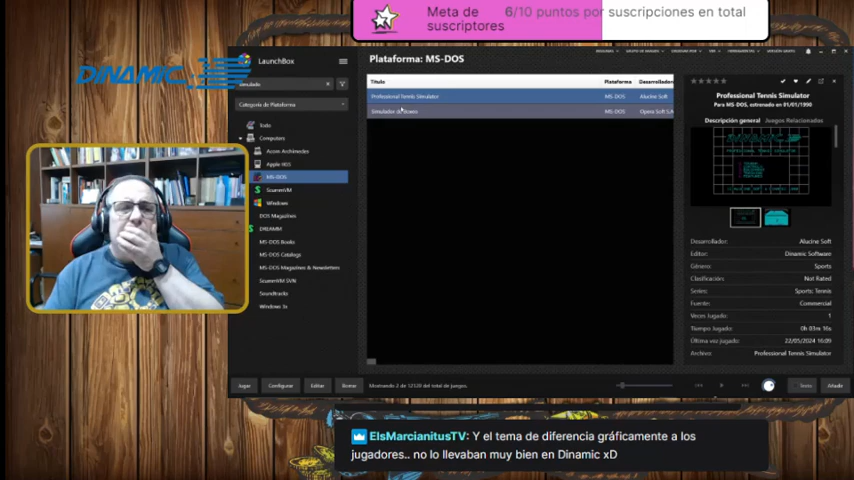 Meta de 6/10 puntos por suscripciones en total
suscriptores
DINAMIC
LaunchBox
Plataforma: MS-DOS
simulado
Categoría de Plataforma
Todo
Computers
Acorn Archimedes
Apple IIGS
MS-DOS
ScummVM
Windows
DOS Magazines
DREAMM
MS-DOS Books
MS-DOS Catalogs
MS-DOS Magazines & Newsletters
ScummVM SVN
Soundtracks
Windows 3x
Título Plataforma Desarrollador
Professional Tennis Simulator MS-DOS Alucine Soft
MS-DOS Opera Soft S.A
Professional Tennis Simulator
Para MS-DOS, estrenado en 01/01/1990
Descripción general Juegos Relacionados
Desarrollador: Alucine Soft
Editor: Dinamic Software
Género: Sports
Clasificación: Not Rated
Series: Sports: Tennis
Fuente: Commercial
Veces Jugado: 1
Tiempo Jugado: 0h 03m 16s
Última vez jugado: 22/05/2024 16:09
Archivo: Professional Tennis Simulator
Jugar Configurar Editar Borrar Mostrando 2 de 12120 del total de juegos. Añadir
ElsMarcianitusTV: Y el tema de diferencia gráficamente a los
jugadores.. no lo llevaban muy bien en Dinamic xD